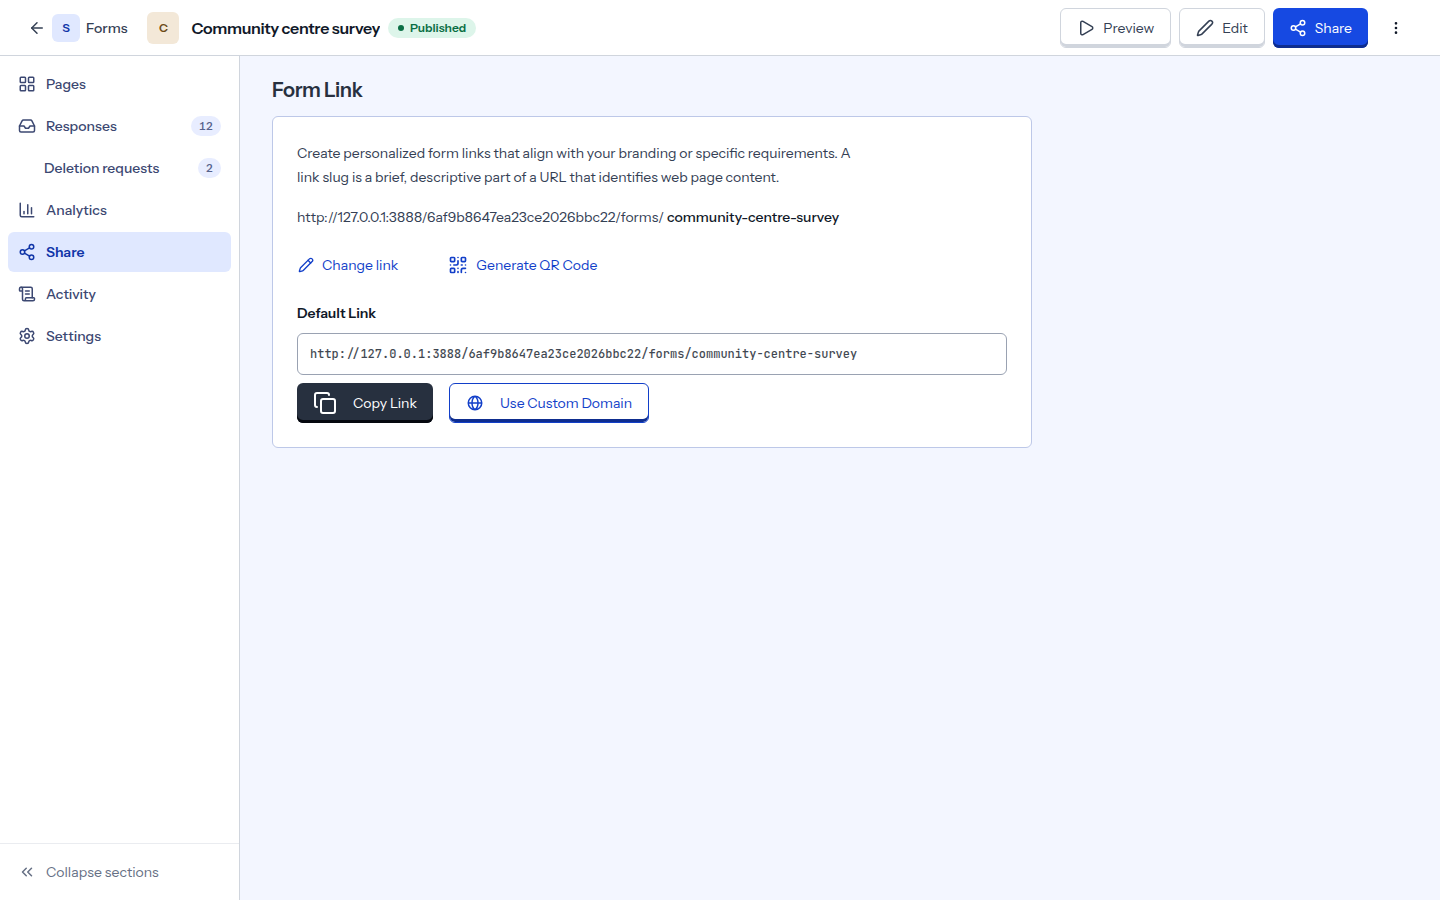 S Forms C Community centre survey Published Preview Edit Share
Pages
Responses 12
Deletion requests 2
Analytics
Share
Activity
Settings
Collapse sections
Form Link
Create personalized form links that align with your branding or specific requirements. A
link slug is a brief, descriptive part of a URL that identifies web page content.
http://127.0.0.1:3888/6af9b8647ea23ce2026bbc22/forms/ community-centre-survey
Change link Generate QR Code
Default Link
http://127.0.0.1:3888/6af9b8647ea23ce2026bbc22/forms/community-centre-survey
Copy Link Use Custom Domain